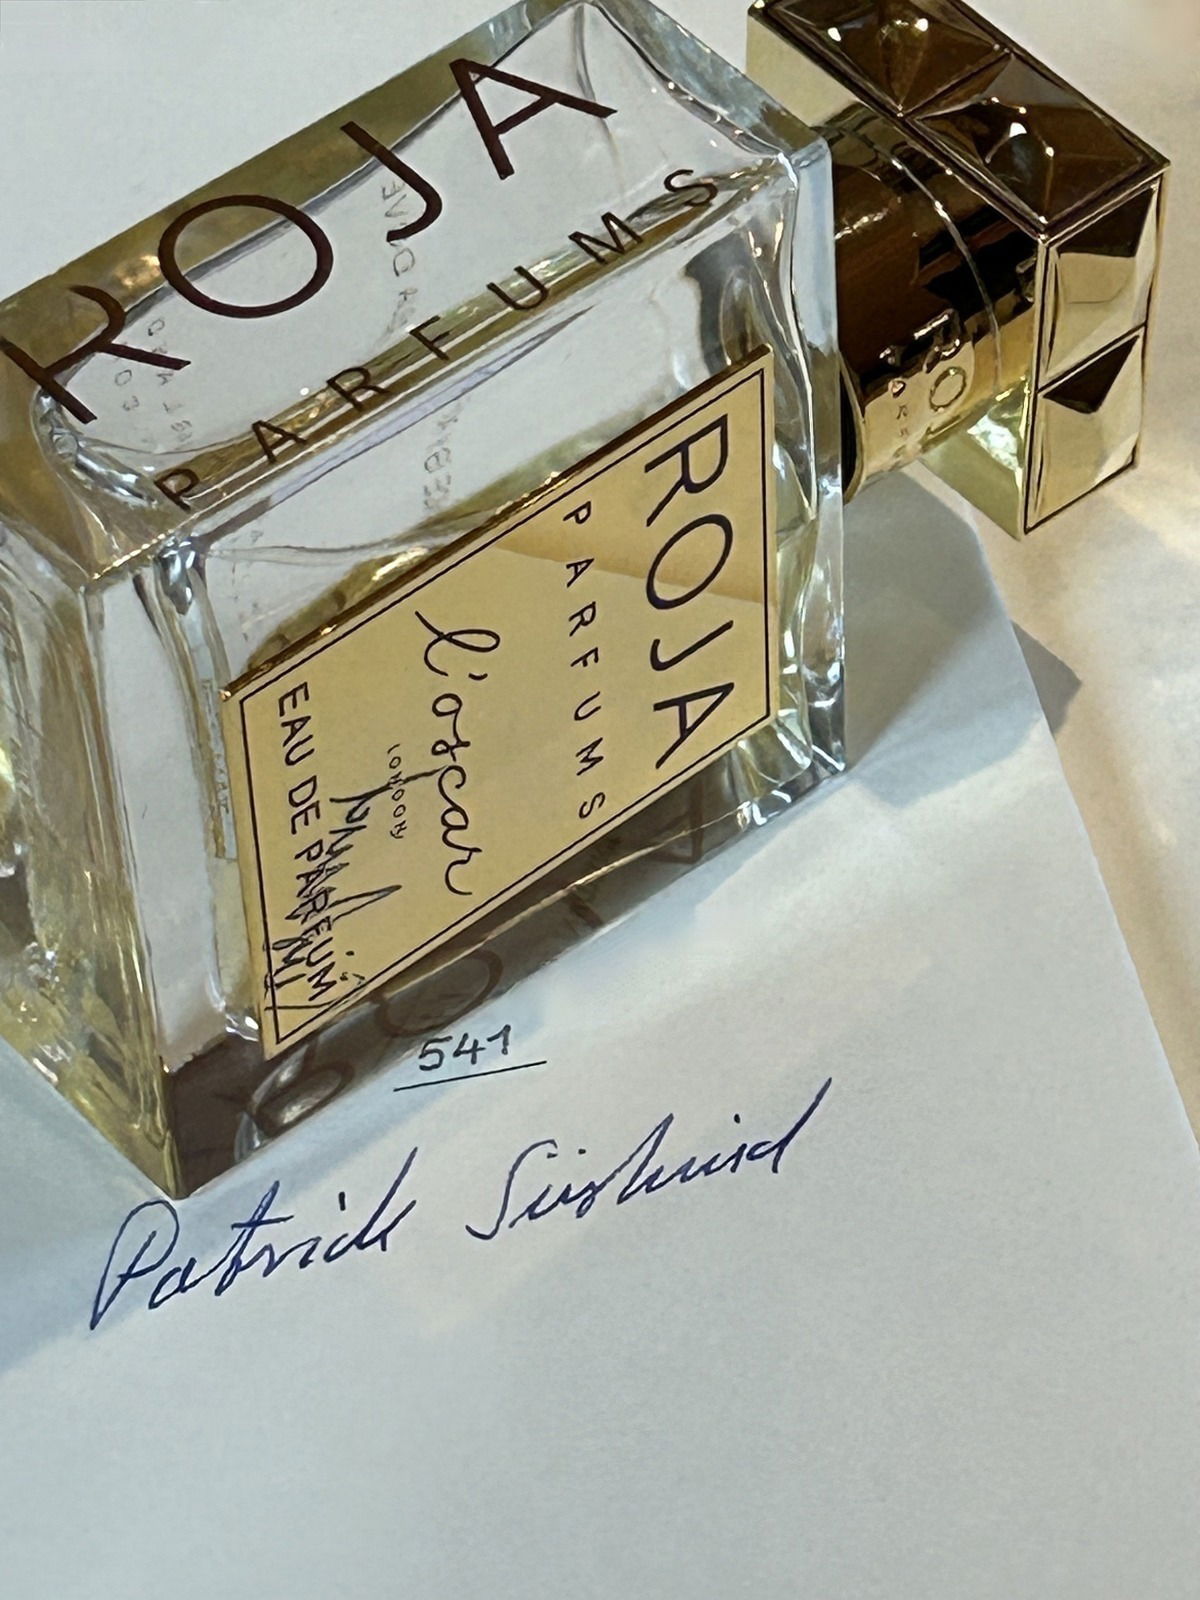 ROJA
PARFUMS
ROJA
PARFUMS
l'oscar
LONDON
EAU DE PARFUM
541
Patrick Süskind